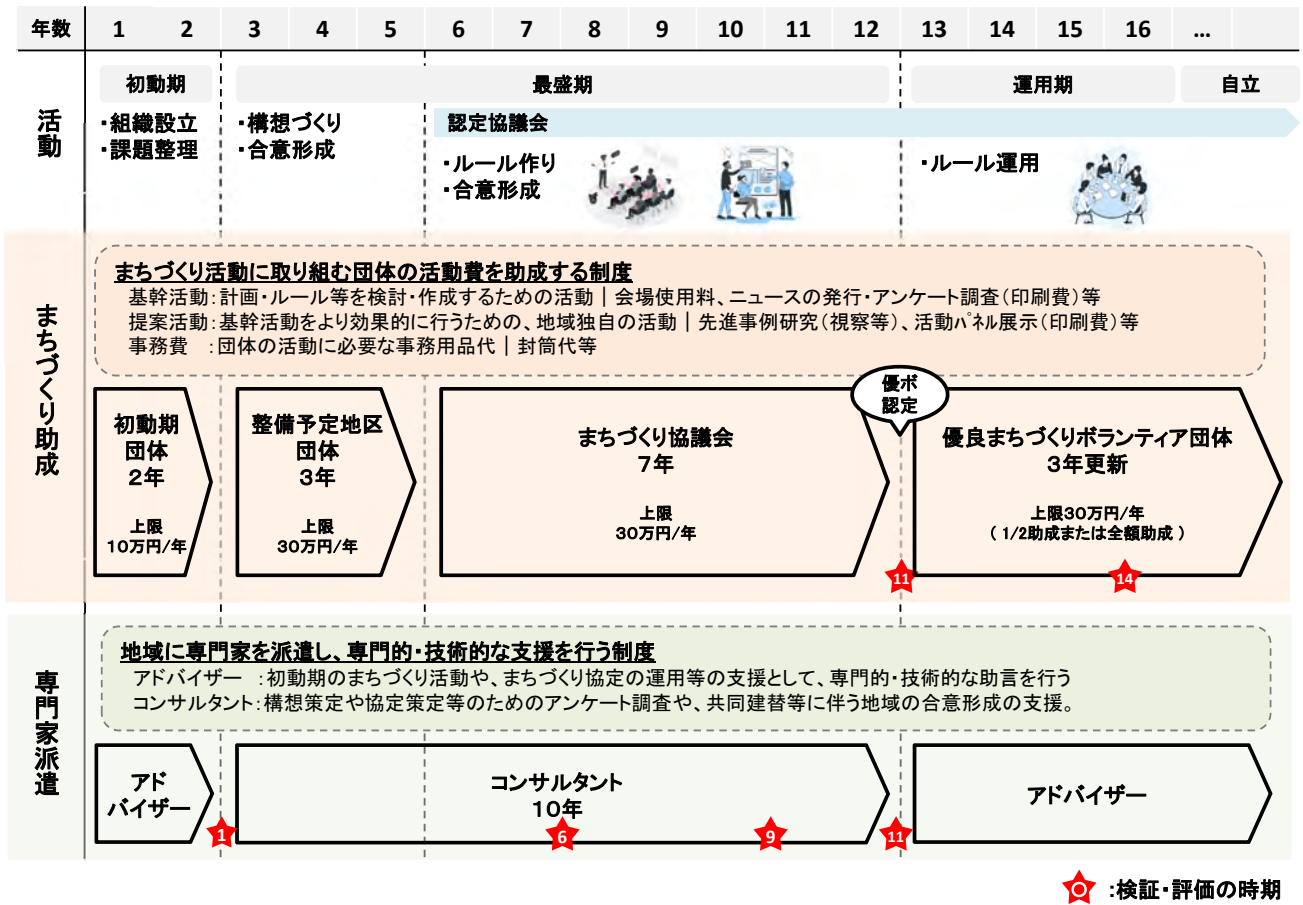 年数 1 2 3 4 5 6 7 8 9 10 11 12 13 14 15 16 …
活動
初動期
最盛期
運用期
自立
・組織設立
・課題整理
・構想づくり
・合意形成
認定協議会
・ルール作り
・合意形成
・ルール運用
まちづくり助成
まちづくり活動に取り組む団体の活動費を助成する制度
基幹活動:計画・ルール等を検討・作成するための活動|会場使用料、ニュースの発行・アンケート調査(印刷費)等
提案活動:基幹活動をより効果的に行うための、地域独自の活動|先進事例研究(視察等)、活動パネル展示(印刷費)等
事務費 :団体の活動に必要な事務用品代|封筒代等
初動期
団体
2年
上限
10万円/年
整備予定地区
団体
3年
上限
30万円/年
まちづくり協議会
7年
上限
30万円/年
優ボ
認定
優良まちづくりボランティア団体
3年更新
上限30万円/年
(1/2助成または全額助成)
11
14
専門家派遣
地域に専門家を派遣し、専門的・技術的な支援を行う制度
アドバイザー :初動期のまちづくり活動や、まちづくり協定の運用等の支援として、専門的・技術的な助言を行う
コンサルタント:構想策定や協定策定等のためのアンケート調査や、共同建替等に伴う地域の合意形成の支援。
アド
バイザー
コンサルタント
10年
アドバイザー
1
6
9
11
:検証・評価の時期